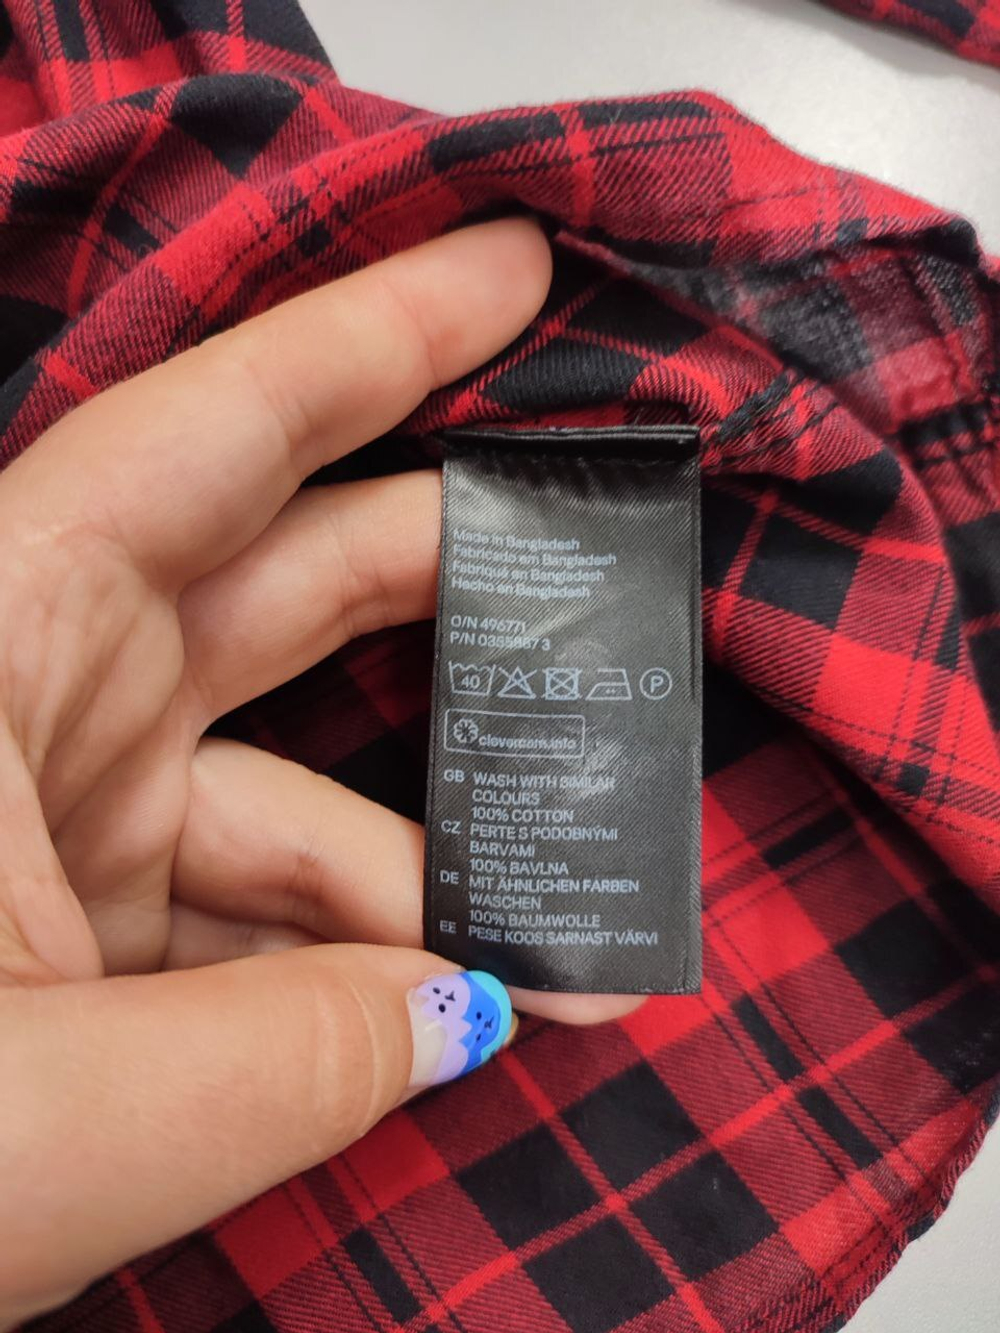 Made in Bangladesh
Fabricado em Bangladesh
Fabriqué en Bangladesh
Hecho en Bangladesh
O/N 496771
P/N 0355867 3
40
P
clevercare.info
GB WASH WITH SIMILAR
COLOURS
100% COTTON
CZ PERTE S PODOBNÝMI
BARVAMI
100% BAVLNA
DE MIT ÄHNLICHEN FARBEN
WASCHEN
100% BAUMWOLLE
EE PESE KOOS SARNAST VÄRVI